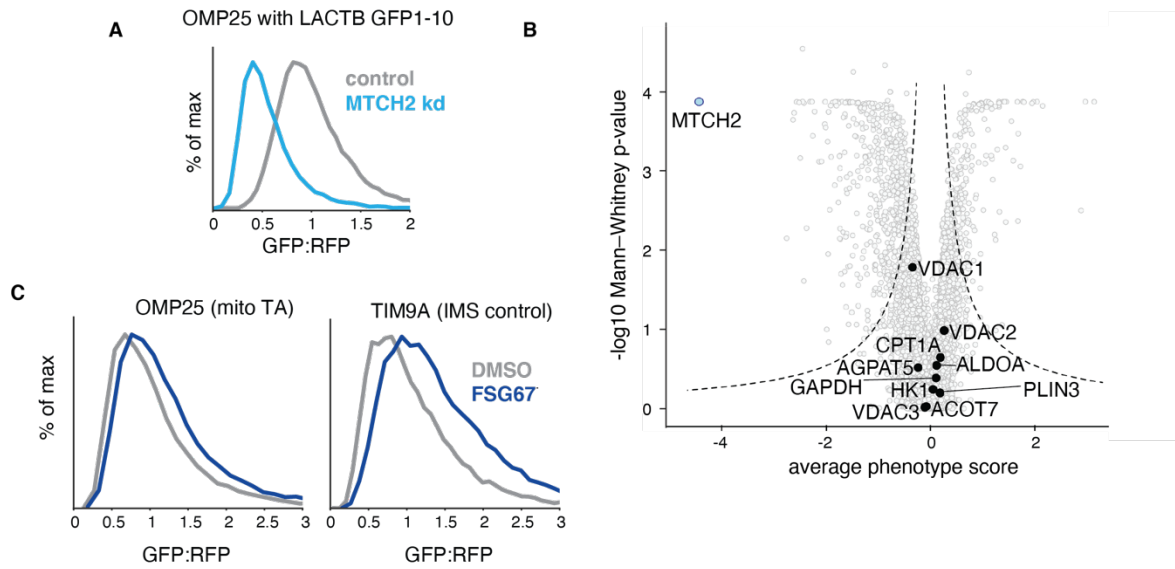 OMP25 with LACTB GFP1-10
A
control
MTCH2 kd
% of max
0 0.5 1 1.5 2
GFP:RFP
B
-log10 Mann–Whitney p-value
4
3
2
1
0
MTCH2
VDAC1
VDAC2
CPT1A
ALDOA
AGPAT5
GAPDH
HK1
PLIN3
VDAC3
ACOT7
-4 -2 0 2
average phenotype score
C
OMP25 (mito TA)
TIM9A (IMS control)
DMSO
FSG67
% of max
0 0.5 1 1.5 2 2.5 3
0 0.5 1 1.5 2 2.5 3
GFP:RFP
GFP:RFP